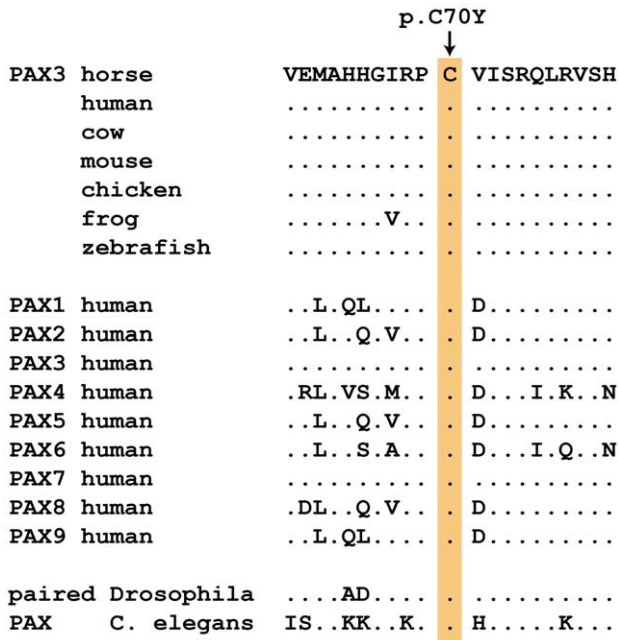 p.C70Y
↓
PAX3 horse VEMAHHGIRP C VISRQLRVSH
human .......... . ..........
cow .......... . ..........
mouse .......... . ..........
chicken .......... . ..........
frog .......V.. . ..........
zebrafish .......... . ..........
PAX1 human ..L.QL.... . D.........
PAX2 human ..L..Q.V.. . D.........
PAX3 human .......... . ..........
PAX4 human .RL.VS.M.. . D...I.K..N
PAX5 human ..L..Q.V.. . D.........
PAX6 human ..L..S.A.. . D...I.Q..N
PAX7 human .......... . ..........
PAX8 human .DL..Q.V.. . D.........
PAX9 human ..L.QL.... . D.........
paired Drosophila ....AD.... . ..........
PAX C. elegans IS..KK..K. . H.....K...